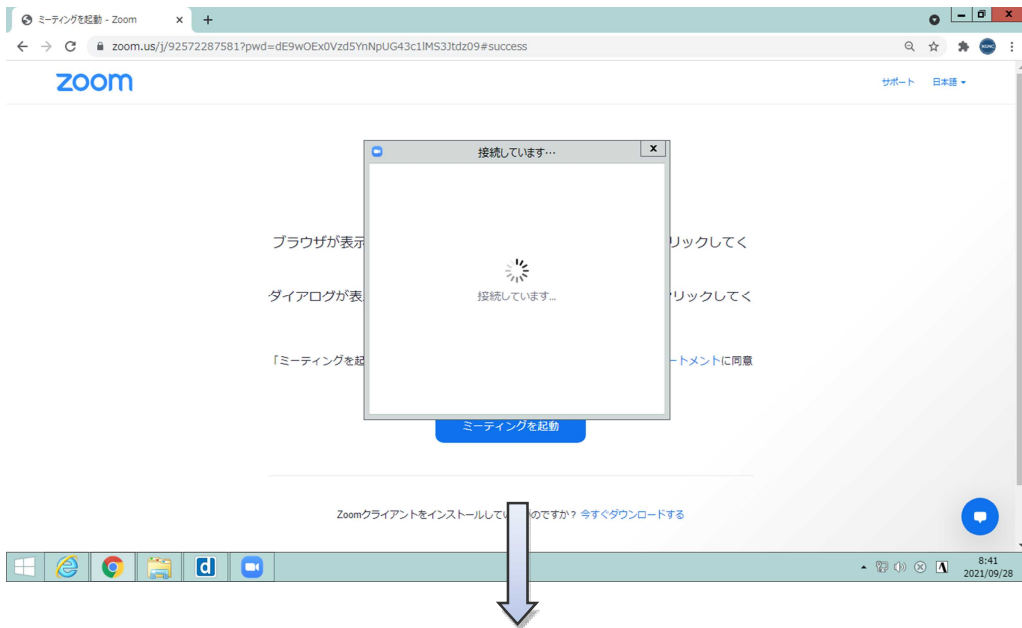 ミーティングを起動 - Zoom
zoom.us/j/92572287581?pwd=dE9wOEx0Vzd5YnNpUG43c1lMS3Jtdz09#success
zoom
サポート 日本語
接続しています…
ブラウザが表示 リックしてく
接続しています...
ダイアログが表 リックしてく
「ミーティングを起 ートメントに同意
ミーティングを起動
Zoomクライアントをインストールして のですか? 今すぐダウンロードする
8:41
2021/09/28